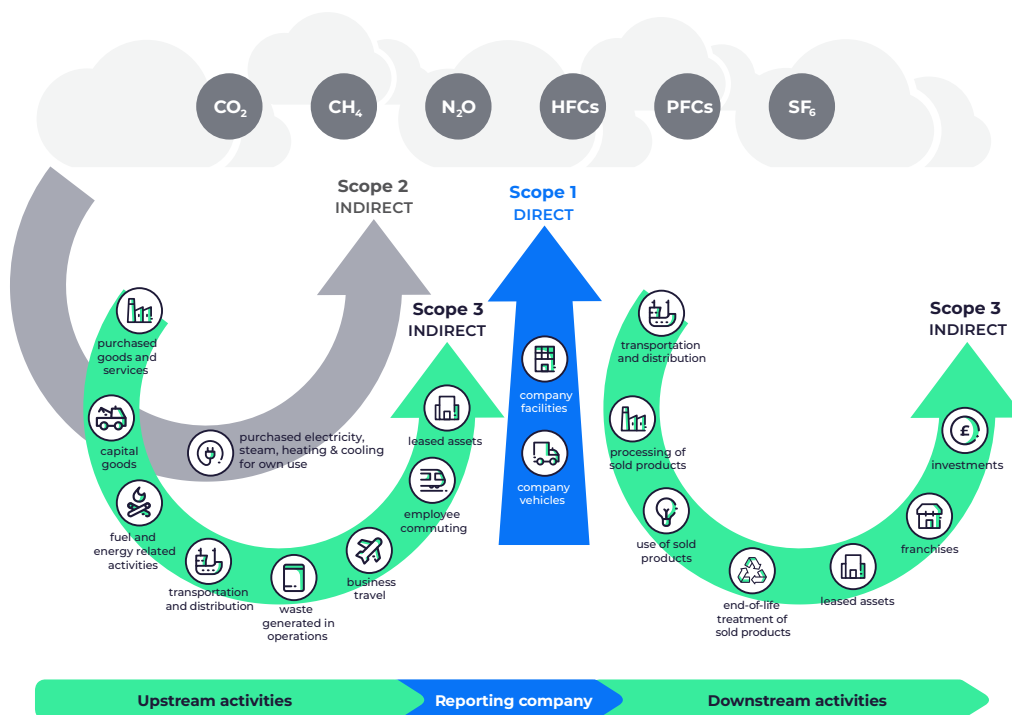 CO₂
CH₄
N₂O
HFCs
PFCs
SF₆
Scope 2
INDIRECT
Scope 1
DIRECT
Scope 3
INDIRECT
Scope 3
INDIRECT
purchased
goods and
services
capital
goods
fuel and
energy related
activities
transportation
and distribution
waste
generated in
operations
business
travel
employee
commuting
leased assets
purchased electricity,
steam, heating & cooling
for own use
company
facilities
company
vehicles
transportation
and distribution
processing of
sold products
use of sold
products
end-of-life
treatment of
sold products
leased assets
franchises
£
investments
Upstream activities
Reporting company
Downstream activities